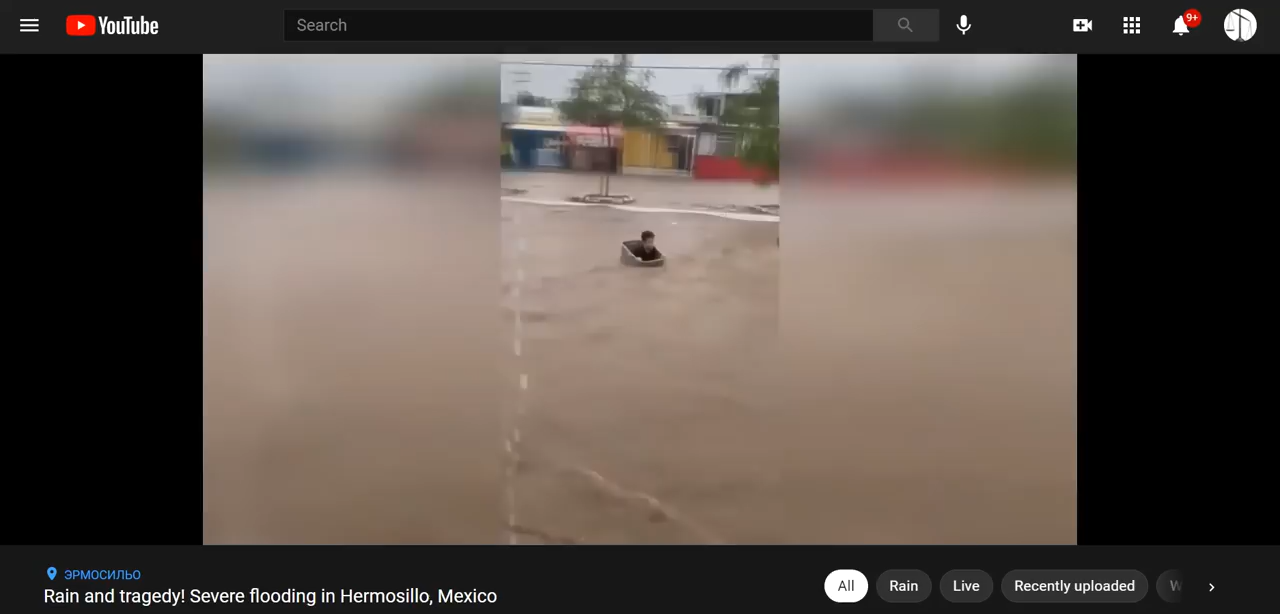 YouTube
Search
9+
ЭРМОСИЛЬО
Rain and tragedy! Severe flooding in Hermosillo, Mexico
All
Rain
Live
Recently uploaded